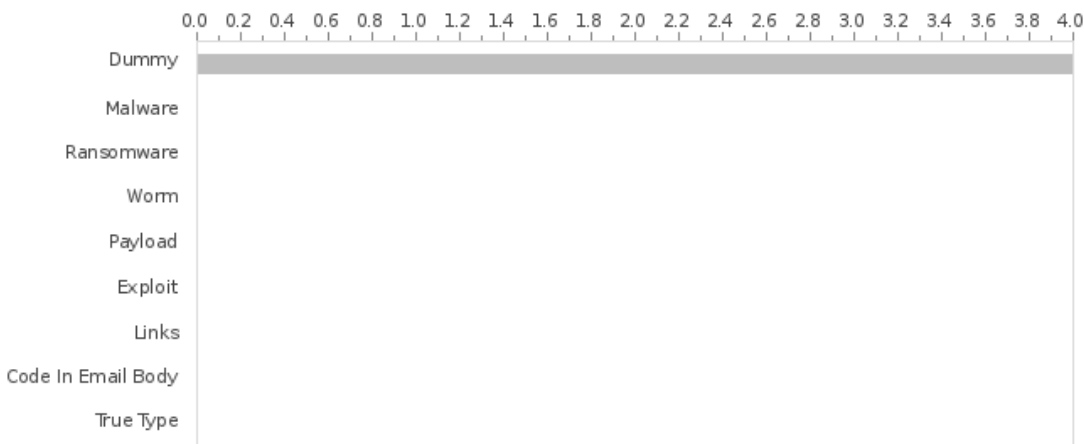 0.0 0.2 0.4 0.6 0.8 1.0 1.2 1.4 1.6 1.8 2.0 2.2 2.4 2.6 2.8 3.0 3.2 3.4 3.6 3.8 4.0
Dummy
Malware
Ransomware
Worm
Payload
Exploit
Links
Code In Email Body
True Type